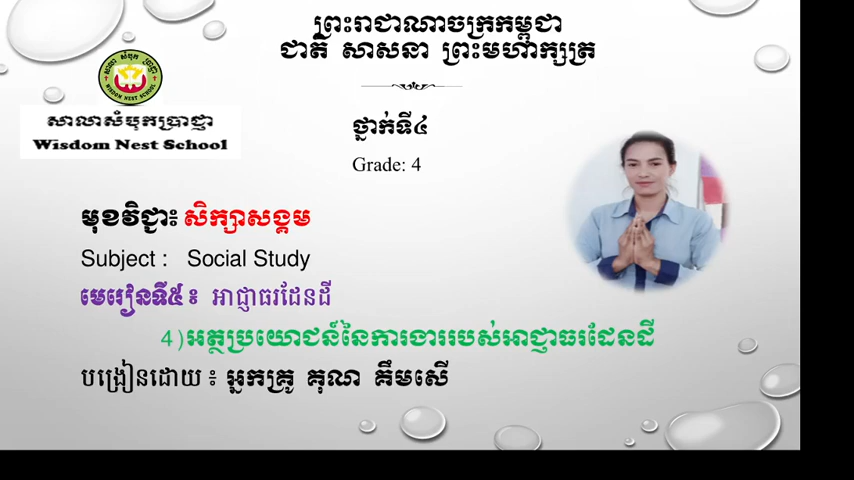 ព្រះរាជាណាចក្រកម្ពុជា
ជាតិ សាសនា ព្រះមហាក្សត្រ
WISDOM NEST SCHOOL
សាលាសំបុកប្រាជ្ញា
Wisdom Nest School
ថ្នាក់ទី៤
Grade: 4
មុខវិជ្ជា៖ សិក្សាសង្គម
Subject : Social Study
មេរៀនទី៥៖ អាជ្ញាធរដែនដី
4)អត្ថប្រយោជន៍នៃការងាររបស់អាជ្ញាធរដែនដី
បង្រៀនដោយ ៖ អ្នកគ្រូ គុណ គឹមសើ